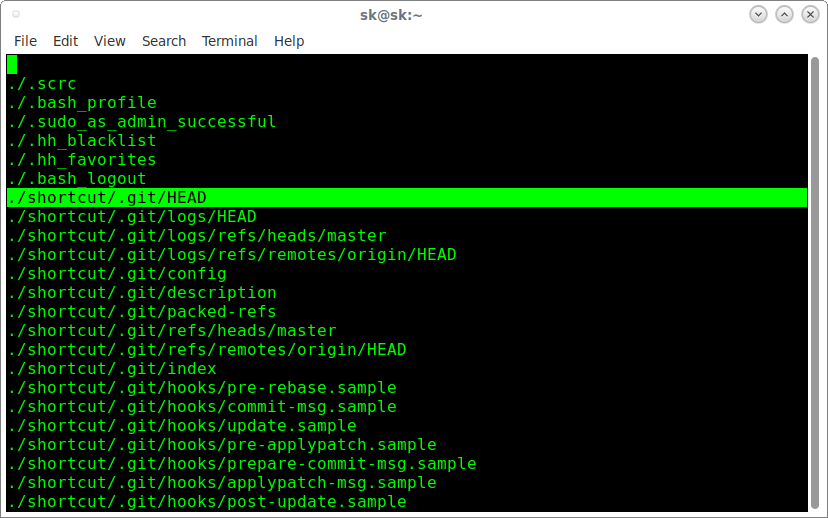 sk@sk:~
File Edit View Search Terminal Help
./.scrc
./.bash_profile
./.sudo_as_admin_successful
./.hh_blacklist
./.hh_favorites
./.bash_logout
./shortcut/.git/HEAD
./shortcut/.git/logs/HEAD
./shortcut/.git/logs/refs/heads/master
./shortcut/.git/logs/refs/remotes/origin/HEAD
./shortcut/.git/config
./shortcut/.git/description
./shortcut/.git/packed-refs
./shortcut/.git/refs/heads/master
./shortcut/.git/refs/remotes/origin/HEAD
./shortcut/.git/index
./shortcut/.git/hooks/pre-rebase.sample
./shortcut/.git/hooks/commit-msg.sample
./shortcut/.git/hooks/update.sample
./shortcut/.git/hooks/pre-applypatch.sample
./shortcut/.git/hooks/prepare-commit-msg.sample
./shortcut/.git/hooks/applypatch-msg.sample
./shortcut/.git/hooks/post-update.sample